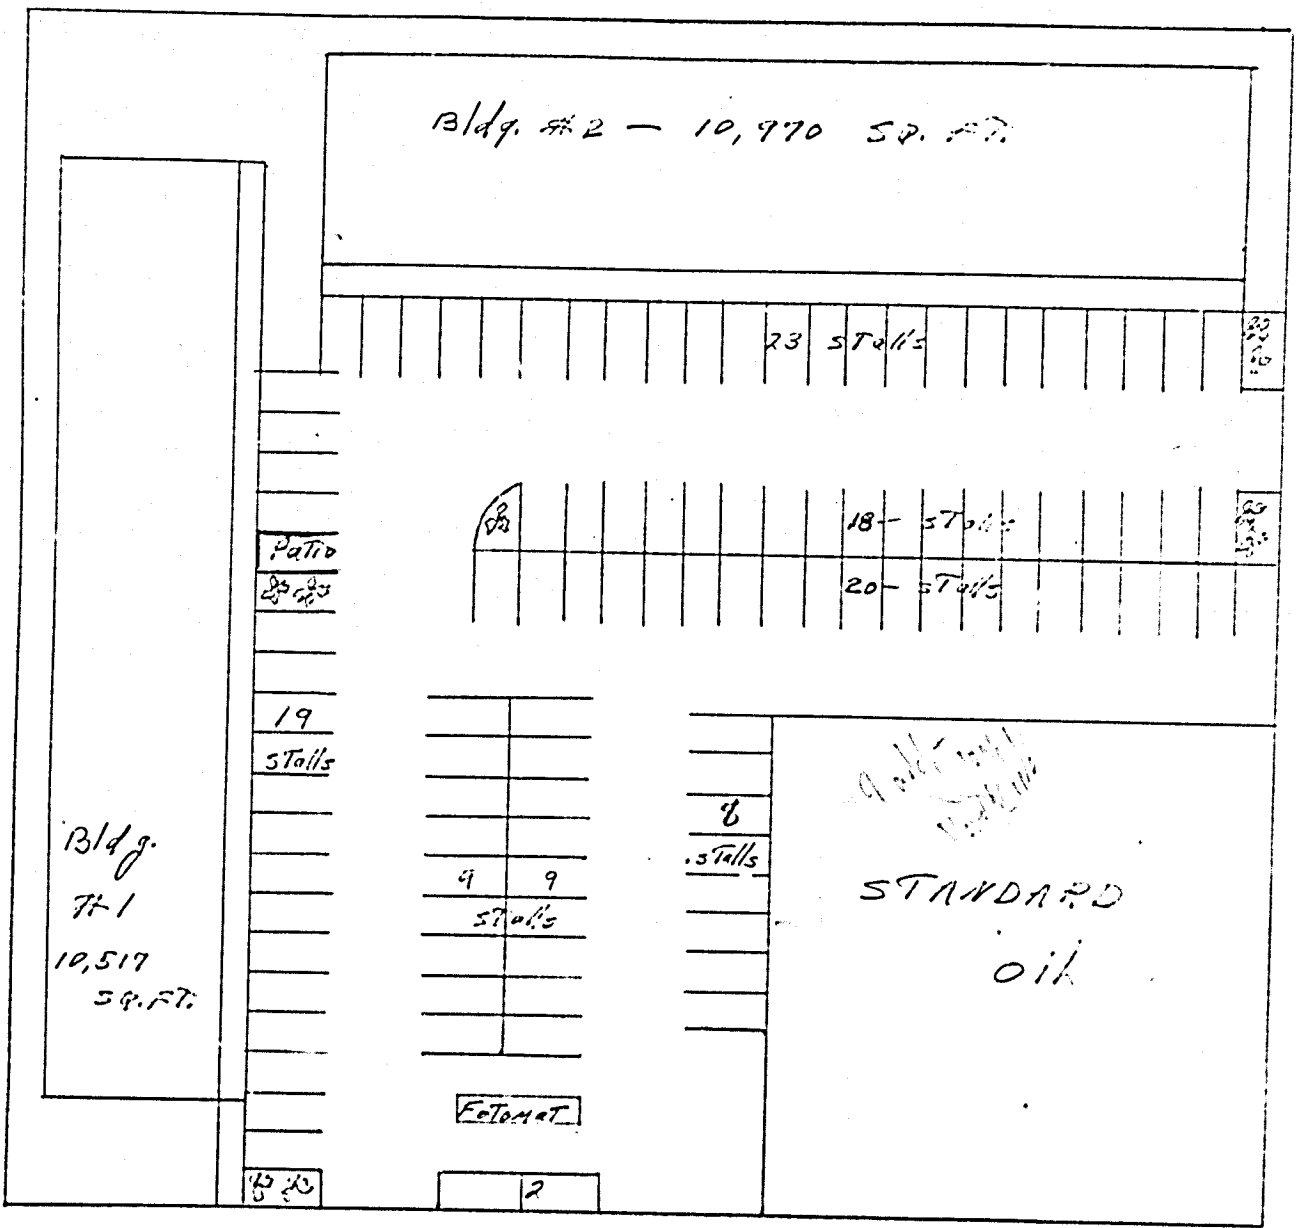 Bldg. #2 — 10,970 SQ. FT.
23 stalls
18- stalls
20- stalls
Patio
19
stalls
9 9
stalls
8
stalls
Bldg.
#1
10,517
SQ. FT.
STANDARD
oil
Fotomat
2